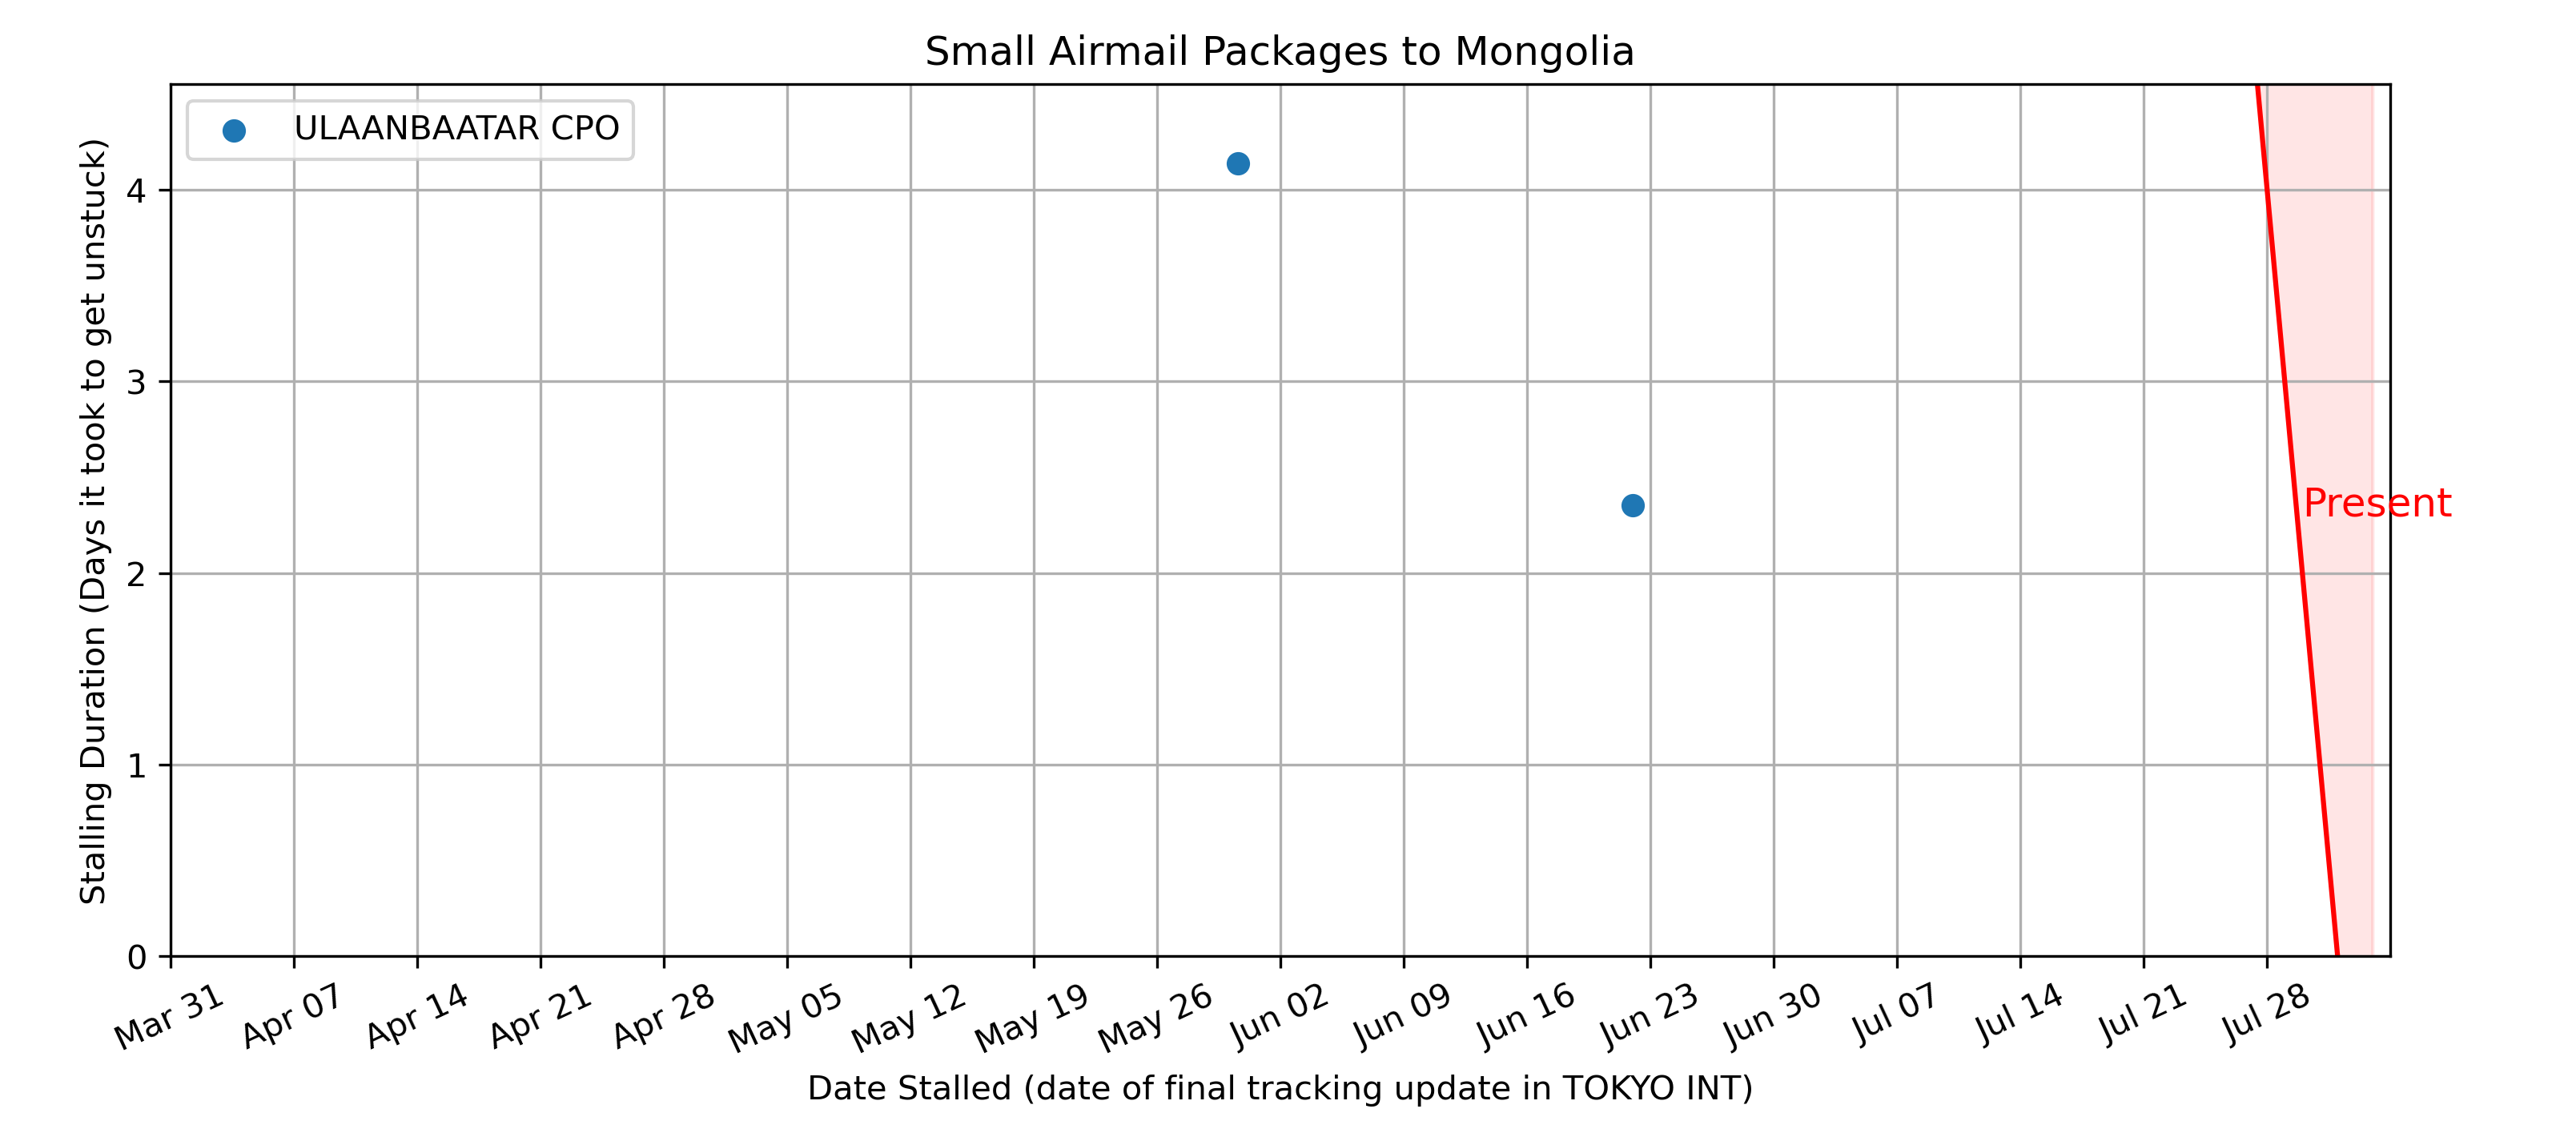 Small Airmail Packages to Mongolia
ULAANBAATAR CPO
Stalling Duration (Days it took to get unstuck)
4
3
2
1
0
Present
Mar 31
Apr 07
Apr 14
Apr 21
Apr 28
May 05
May 12
May 19
May 26
Jun 02
Jun 09
Jun 16
Jun 23
Jun 30
Jul 07
Jul 14
Jul 21
Jul 28
Date Stalled (date of final tracking update in TOKYO INT)